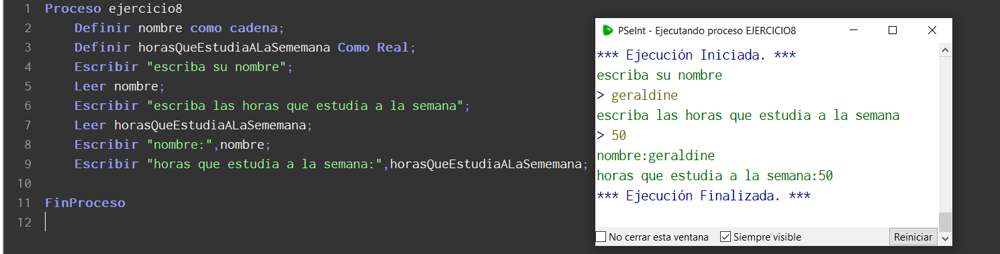 1 Proceso ejercicio8
2 Definir nombre como cadena;
3 Definir horasQueEstudiaALaSememana Como Real;
4 Escribir "escriba su nombre";
5 Leer nombre;
6 Escribir "escriba las horas que estudia a la semana";
7 Leer horasQueEstudiaALaSememana;
8 Escribir "nombre:",nombre;
9 Escribir "horas que estudia a la semana:",horasQueEstudiaALaSememana;
10
11 FinProceso
12
PSeInt - Ejecutando proceso EJERCICIO8
*** Ejecución Iniciada. ***
escriba su nombre
> geraldine
escriba las horas que estudia a la semana
> 50
nombre:geraldine
horas que estudia a la semana:50
*** Ejecución Finalizada. ***
No cerrar esta ventana Siempre visible Reiniciar